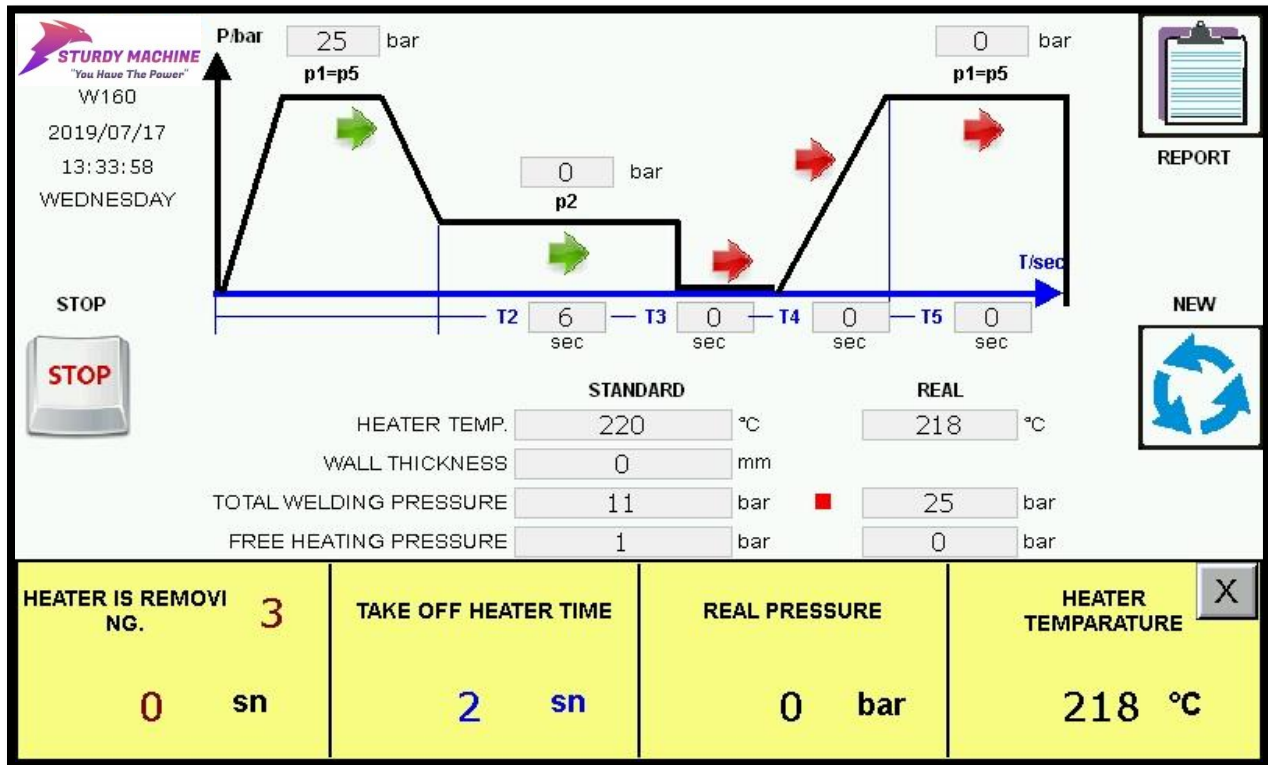 STURDY MACHINE
"You Have The Power"
W160
2019/07/17
13:33:58
WEDNESDAY
P/bar
25 bar
p1=p5
0 bar
p1=p5
0 bar
p2
T/sec
T2 6 T3 0 T4 0 T5 0
sec sec sec sec
REPORT
STOP
STOP
NEW
STANDARD REAL
HEATER TEMP. 220 °C 218 °C
WALL THICKNESS 0 mm
TOTAL WELDING PRESSURE 11 bar 25 bar
FREE HEATING PRESSURE 1 bar 0 bar
HEATER IS REMOVI
NG.
3
0 sn
TAKE OFF HEATER TIME
2 sn
REAL PRESSURE
0 bar
HEATER
TEMPARATURE
X
218 °C